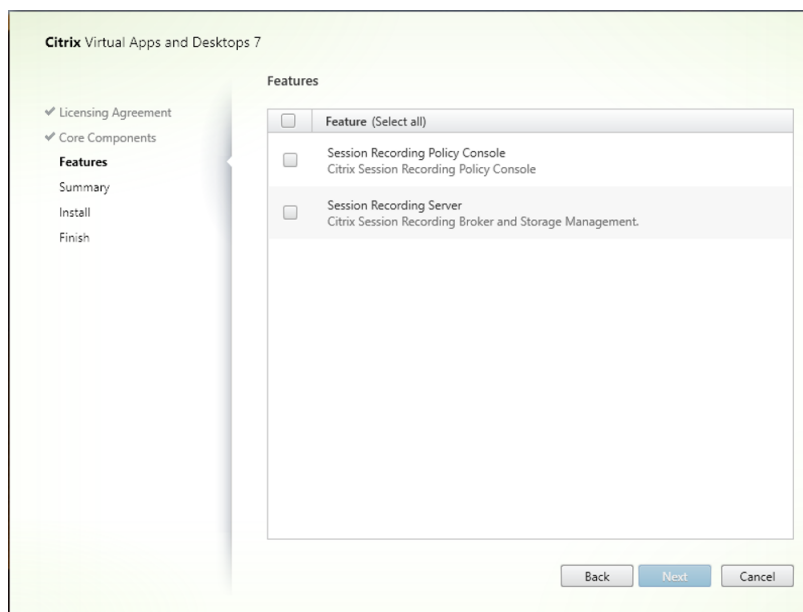 Citrix Virtual Apps and Desktops 7
Features
Licensing Agreement
Core Components
Features
Summary
Install
Finish
Feature (Select all)
Session Recording Policy Console
Citrix Session Recording Policy Console
Session Recording Server
Citrix Session Recording Broker and Storage Management.
Back Next Cancel